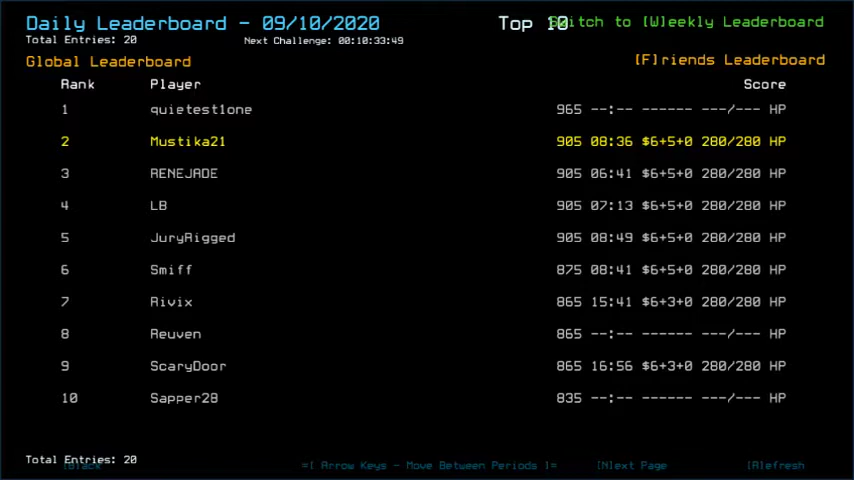 Daily Leaderboard - 09/10/2020 Top 10 Switch to [W]eekly Leaderboard
Total Entries: 20 Next Challenge: 00:10:33:49
Global Leaderboard [F]riends Leaderboard
Rank Player Score
1 quietest1one 965 --:-- ------ ---/--- HP
2 Mustika21 905 08:36 $6+5+0 280/280 HP
3 RENEJADE 905 06:41 $6+5+0 280/280 HP
4 LB 905 07:13 $6+5+0 280/280 HP
5 JuryRigged 905 08:49 $6+5+0 280/280 HP
6 Smiff 875 08:41 $6+5+0 280/280 HP
7 Rivix 865 15:41 $6+3+0 280/280 HP
8 Reuven 865 --:-- ------ ---/--- HP
9 ScaryDoor 865 16:56 $6+3+0 280/280 HP
10 Sapper28 835 --:-- ------ ---/--- HP
Total Entries: 20
[B]ack =[ Arrow Keys - Move Between Periods ]= [N]ext Page [R]efresh